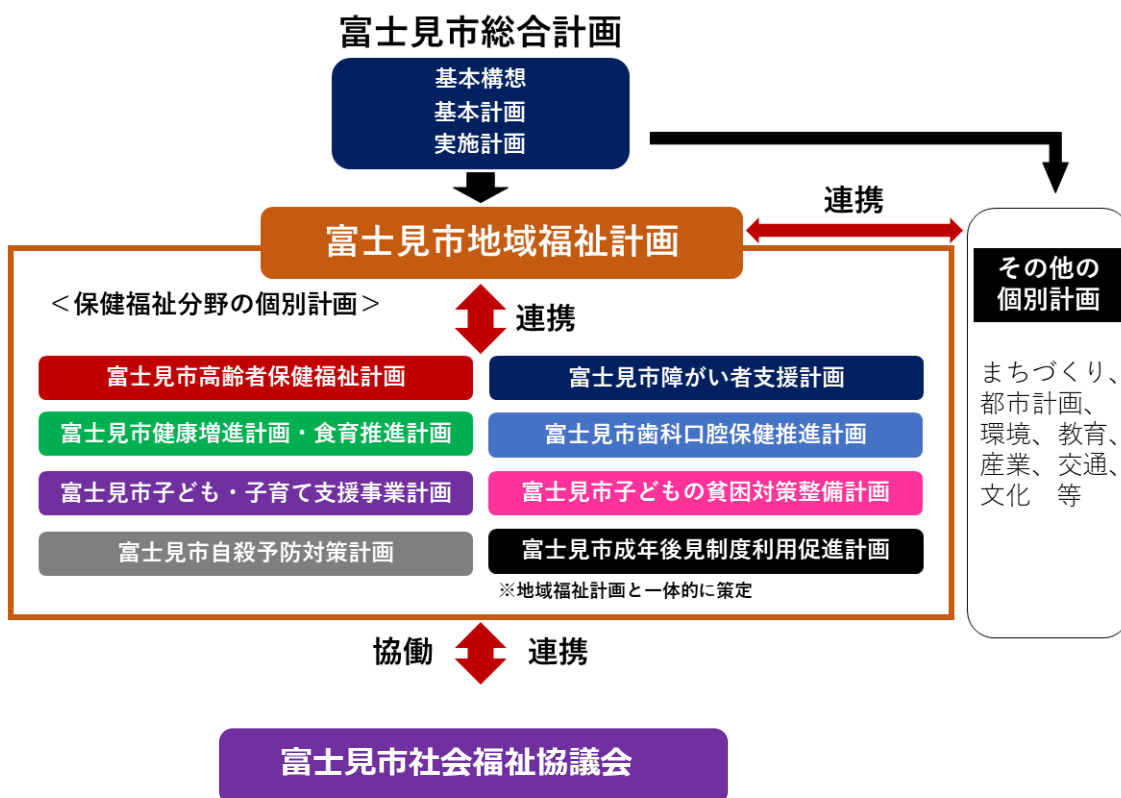 富士見市総合計画
基本構想
基本計画
実施計画
連携
富士見市地域福祉計画
その他の
個別計画
まちづくり、
都市計画、
環境、教育、
産業、交通、
文化　等
＜保健福祉分野の個別計画＞
連携
富士見市高齢者保健福祉計画
富士見市障がい者支援計画
富士見市健康増進計画・食育推進計画
富士見市歯科口腔保健推進計画
富士見市子ども・子育て支援事業計画
富士見市子どもの貧困対策整備計画
富士見市自殺予防対策計画
富士見市成年後見制度利用促進計画
※地域福祉計画と一体的に策定
協働　連携
富士見市社会福祉協議会